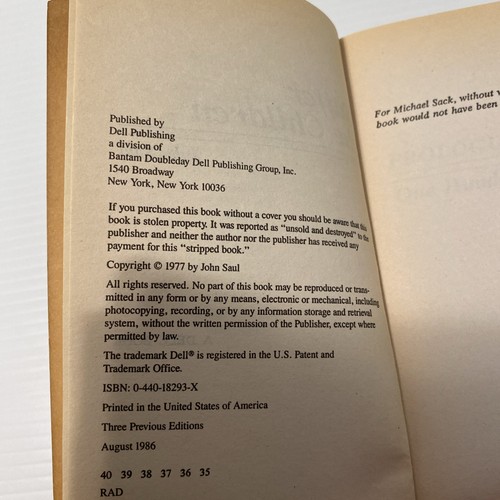 Published by
Dell Publishing
a division of
Bantam Doubleday Dell Publishing Group, Inc.
1540 Broadway
New York, New York 10036
If you purchased this book without a cover you should be aware that this
book is stolen property. It was reported as “unsold and destroyed” to the
publisher and neither the author nor the publisher has received any
payment for this “stripped book.”
Copyright © 1977 by John Saul
All rights reserved. No part of this book may be reproduced or trans-
mitted in any form or by any means, electronic or mechanical, including
photocopying, recording, or by any information storage and retrieval
system, without the written permission of the Publisher, except where
permitted by law.
The trademark Dell® is registered in the U.S. Patent and
Trademark Office.
ISBN: 0-440-18293-X
Printed in the United States of America
Three Previous Editions
August 1986
40 39 38 37 36 35
RAD
For Michael Sack, without
book would not have been